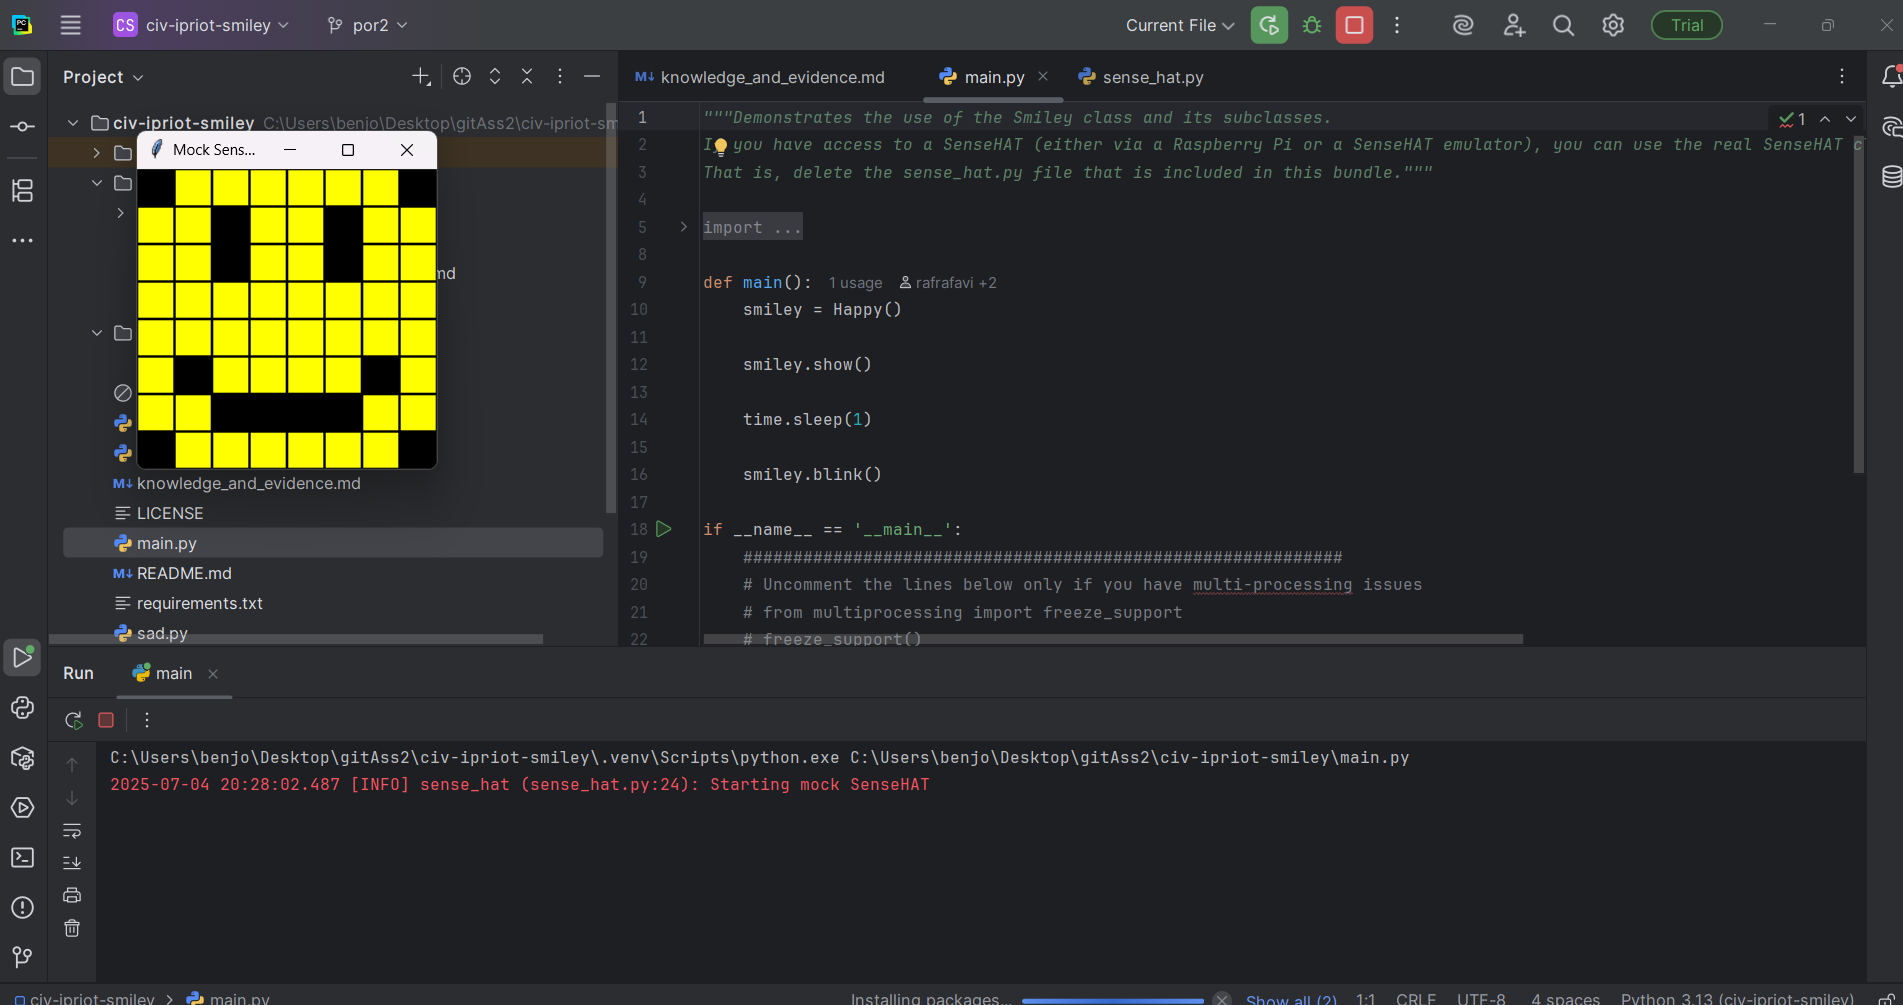 PC CS civ-ipriot-smiley por2 Current File Trial
Project
M↓ knowledge_and_evidence.md main.py sense_hat.py
civ-ipriot-smiley C:\Users\benjo\Desktop\gitAss2\civ-ipriot-sm
Mock Sens...
md
M↓ knowledge_and_evidence.md
LICENSE
main.py
M↓ README.md
requirements.txt
sad.py
1 """Demonstrates the use of the Smiley class and its subclasses. 1
2 I you have access to a SenseHAT (either via a Raspberry Pi or a SenseHAT emulator), you can use the real SenseHAT c
3 That is, delete the sense_hat.py file that is included in this bundle."""
4
5 import ...
8
9 def main(): 1 usage rafrafavi +2
10 smiley = Happy()
11
12 smiley.show()
13
14 time.sleep(1)
15
16 smiley.blink()
17
18 if __name__ == '__main__':
19 ############################################################
20 # Uncomment the lines below only if you have multi-processing issues
21 # from multiprocessing import freeze_support
22 # freeze_support()
Run main
C:\Users\benjo\Desktop\gitAss2\civ-ipriot-smiley\.venv\Scripts\python.exe C:\Users\benjo\Desktop\gitAss2\civ-ipriot-smiley\main.py
2025-07-04 20:28:02.487 [INFO] sense_hat (sense_hat.py:24): Starting mock SenseHAT
civ-ipriot-smiley > main.py Installing packages... Show all (2) 1:1 CRLF UTF-8 4 spaces Python 3.13 (civ-ipriot-smiley)